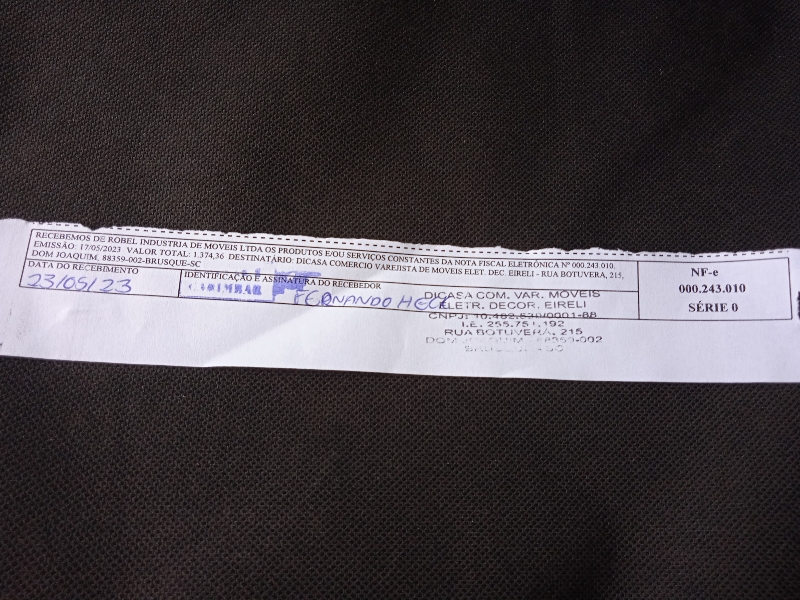 RECEBEMOS DE ROBEL INDUSTRIA DE MOVEIS LTDA OS PRODUTOS E/OU SERVIÇOS CONSTANTES DA NOTA FISCAL ELETRÔNICA Nº 000.243.010.
EMISSÃO: 17/05/2023 VALOR TOTAL: 1.374,36 DESTINATÁRIO: DICASA COMERCIO VAREJISTA DE MOVEIS ELET. DEC. EIRELI - RUA BOTUVERA, 215,
DOM JOAQUIM, 88359-002-BRUSQUE-SC
DATA DO RECEBIMENTO
23/05/23
IDENTIFICAÇÃO E ASSINATURA DO RECEBEDOR
FERNANDO
DICASA COM. VAR. MOVEIS
ELETR. DECOR. EIRELI
CNPJ:
I.E. 255.751.192
RUA BOTUVERA, 215
NF-e
000.243.010
SÉRIE 0